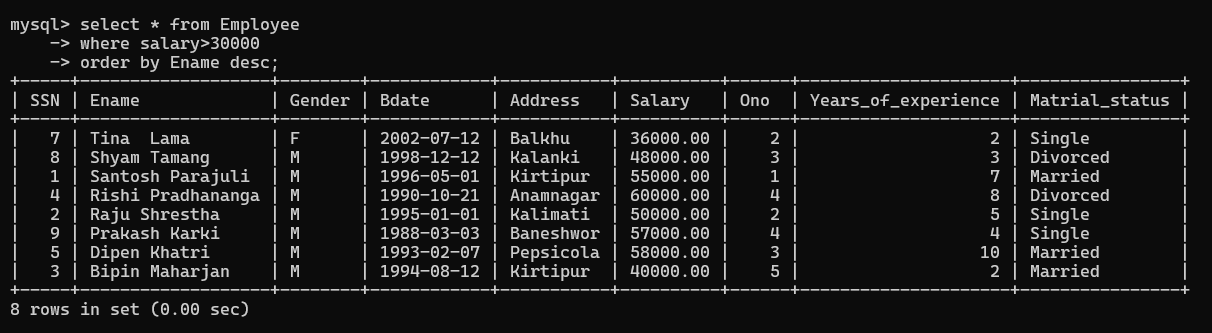 mysql> select * from Employee
    -> where salary>30000
    -> order by Ename desc;
+-----+------------------+--------+------------+-----------+----------+------+---------------------+----------------+
| SSN | Ename            | Gender | Bdate      | Address   | Salary   | Ono  | Years_of_experience | Matrial_status |
+-----+------------------+--------+------------+-----------+----------+------+---------------------+----------------+
|   7 | Tina  Lama       | F      | 2002-07-12 | Balkhu    | 36000.00 |    2 |                   2 | Single         |
|   8 | Shyam Tamang     | M      | 1998-12-12 | Kalanki   | 48000.00 |    3 |                   3 | Divorced       |
|   1 | Santosh Parajuli | M      | 1996-05-01 | Kirtipur  | 55000.00 |    1 |                   7 | Married        |
|   4 | Rishi Pradhananga | M      | 1990-10-21 | Anamnagar | 60000.00 |    4 |                   8 | Divorced       |
|   2 | Raju Shrestha    | M      | 1995-01-01 | Kalimati  | 50000.00 |    2 |                   5 | Single         |
|   9 | Prakash Karki    | M      | 1988-03-03 | Baneshwor | 57000.00 |    4 |                   4 | Single         |
|   5 | Dipen Khatri     | M      | 1993-02-07 | Pepsicola | 58000.00 |    3 |                  10 | Married        |
|   3 | Bipin Maharjan   | M      | 1994-08-12 | Kirtipur  | 40000.00 |    5 |                   2 | Married        |
+-----+------------------+--------+------------+-----------+----------+------+---------------------+----------------+
8 rows in set (0.00 sec)